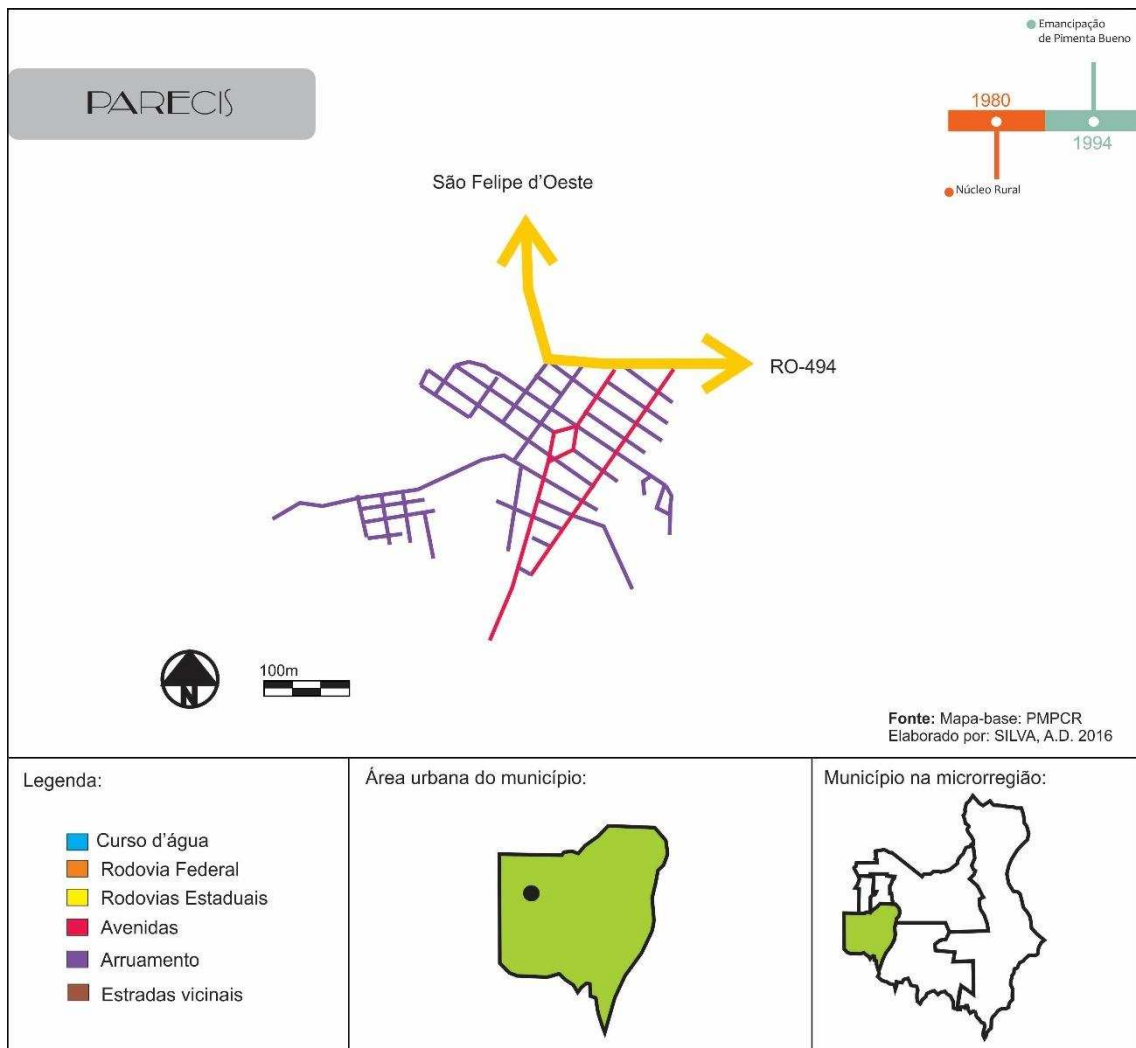 PARECIS
Emancipação
de Pimenta Bueno
1980
1994
Núcleo Rural
São Felipe d'Oeste
RO-494
N
100m
Fonte: Mapa-base: PMPCR
Elaborado por: SILVA, A.D. 2016
Legenda:
Curso d'água
Rodovia Federal
Rodovias Estaduais
Avenidas
Arruamento
Estradas vicinais
Área urbana do município:
Município na microrregião: